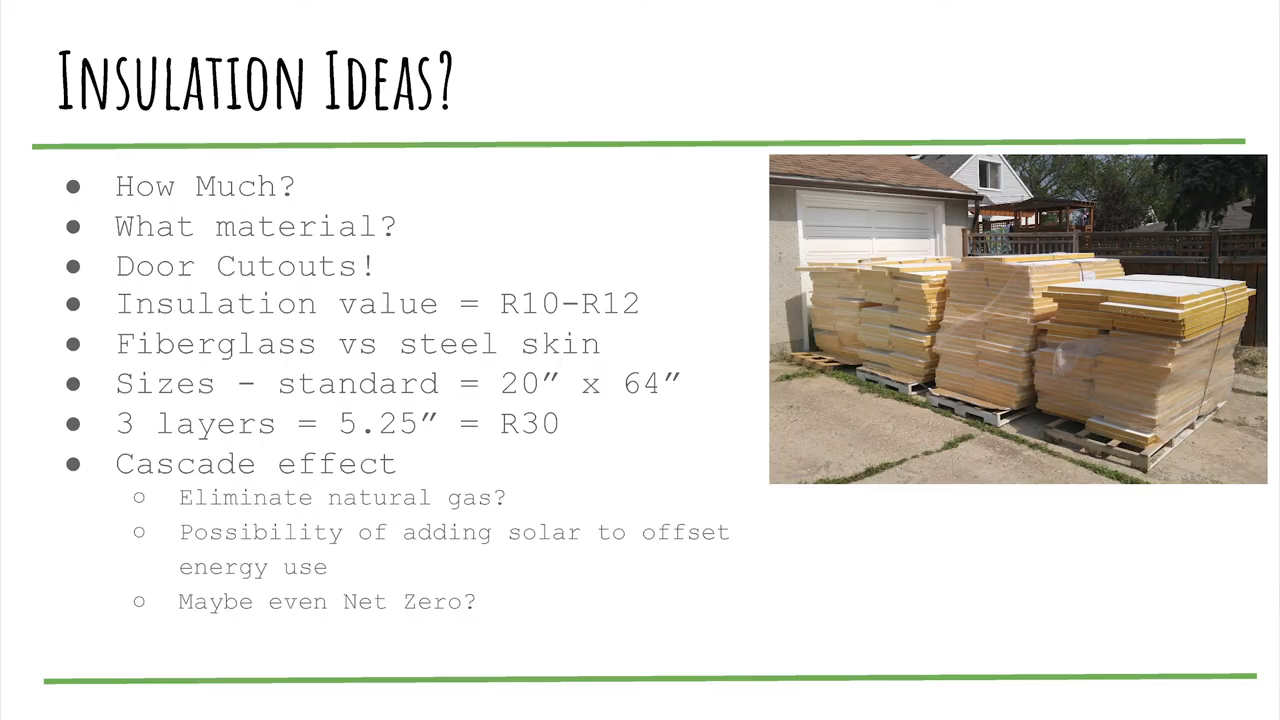 Insulation Ideas?
● How Much?
● What material?
● Door Cutouts!
● Insulation value = R10-R12
● Fiberglass vs steel skin
● Sizes - standard = 20” x 64”
● 3 layers = 5.25” = R30
● Cascade effect
○ Eliminate natural gas?
○ Possibility of adding solar to offset
energy use
○ Maybe even Net Zero?